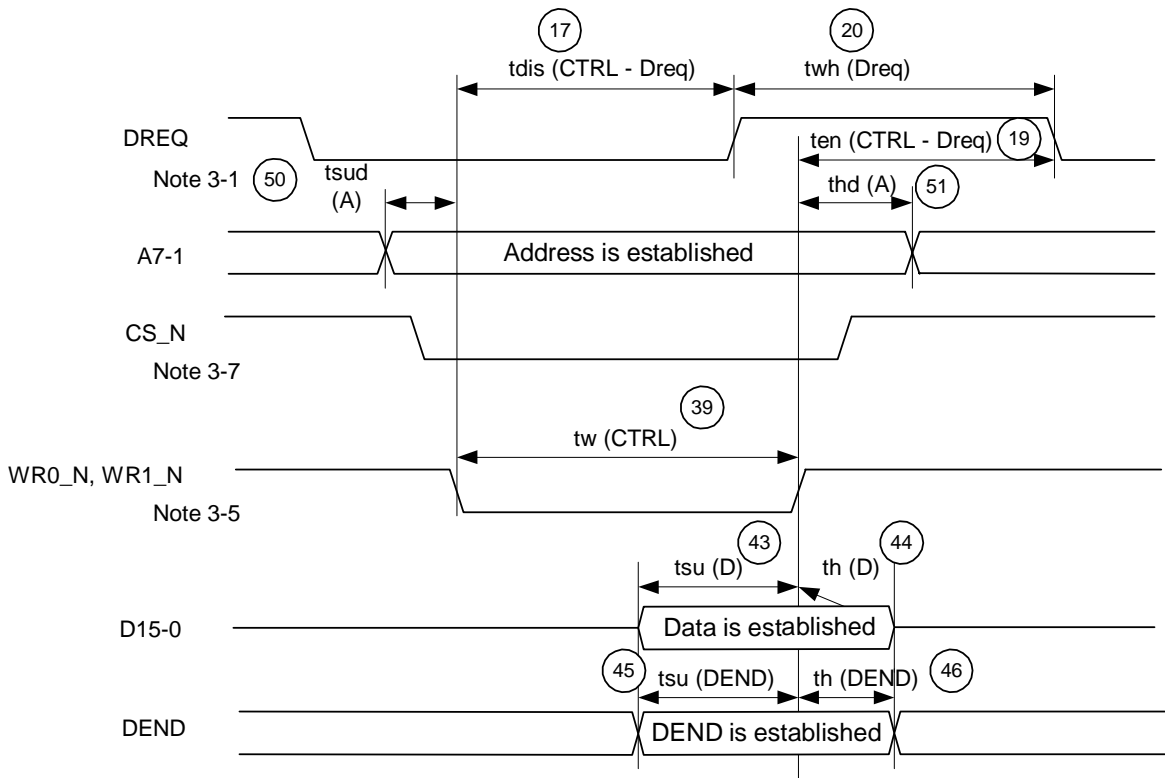 17
20
tdis (CTRL - Dreq)
twh (Dreq)
DREQ
ten (CTRL - Dreq)
19
Note 3-1
50
tsud
(A)
thd (A)
51
A7-1
Address is established
CS_N
Note 3-7
39
tw (CTRL)
WR0_N, WR1_N
Note 3-5
43
44
tsu (D)
th (D)
D15-0
Data is established
45
tsu (DEND)
th (DEND)
46
DEND
DEND is established